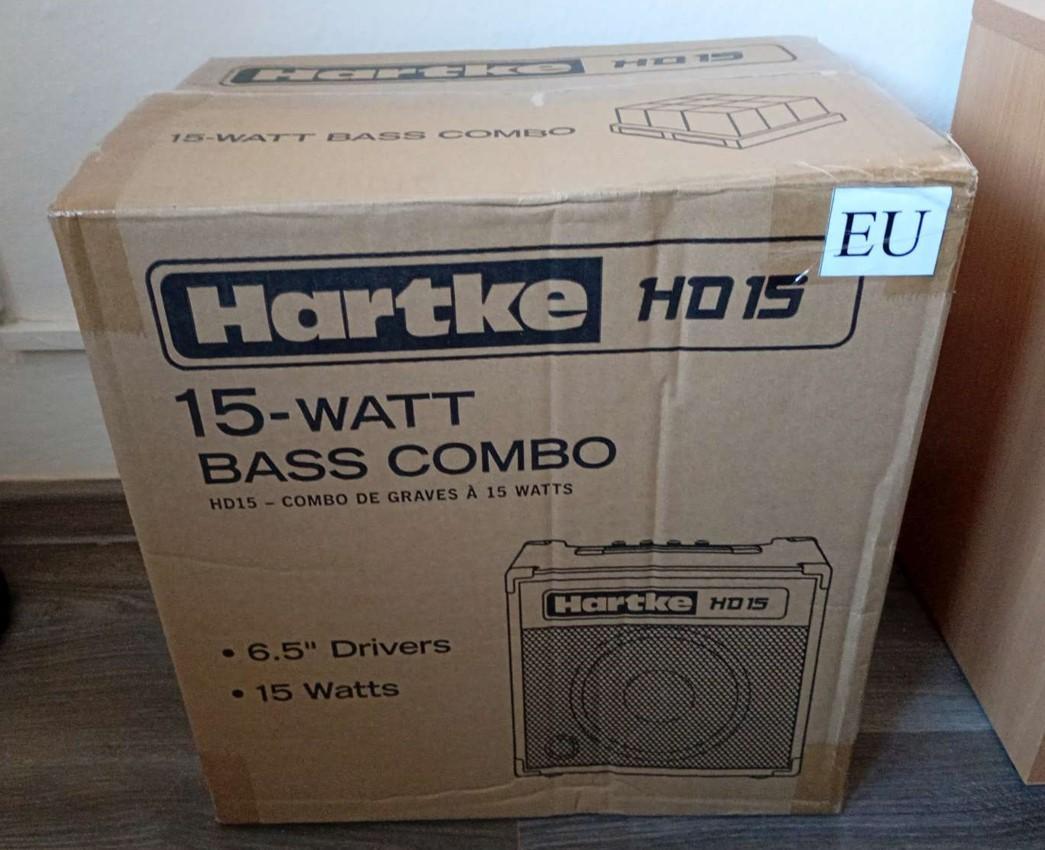 Hartke HD15
15-WATT BASS COMBO
EU
Hartke HD15
15-WATT
BASS COMBO
HD15 – COMBO DE GRAVES À 15 WATTS
Hartke HD15
• 6.5" Drivers
• 15 Watts